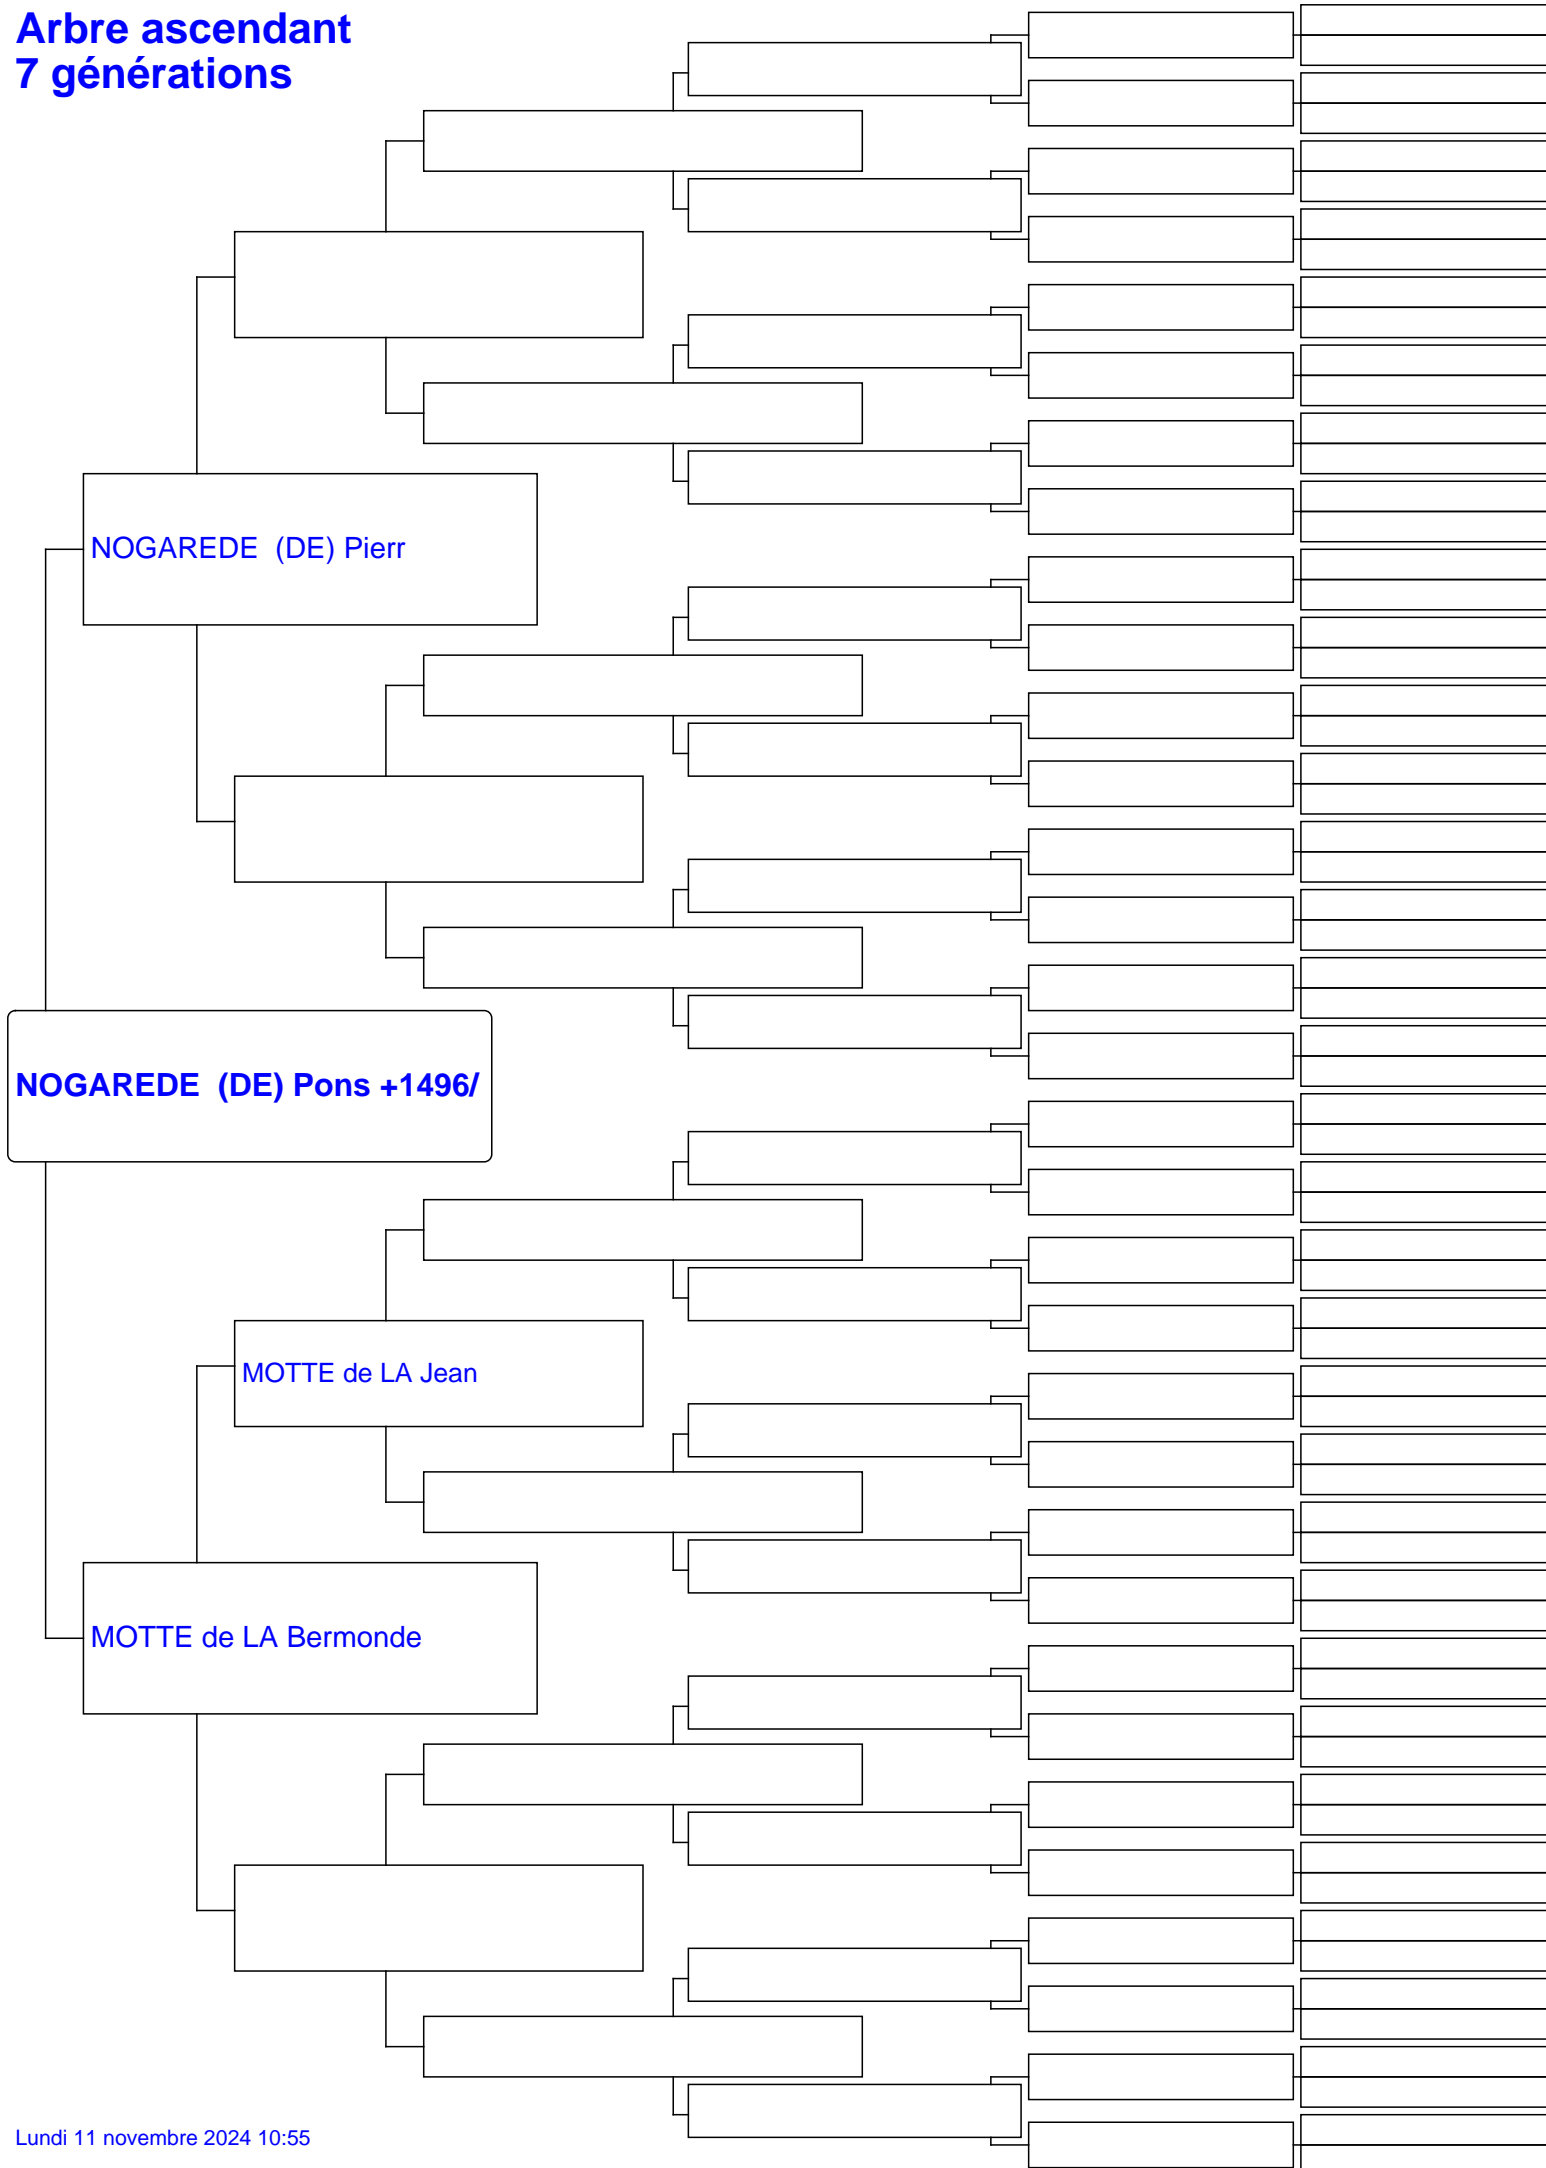 Arbre ascendant
7 générations
NOGAREDE  (DE) Pierr
NOGAREDE  (DE) Pons +1496/
MOTTE de LA Jean
MOTTE de LA Bermonde
Lundi 11 novembre 2024 10:55